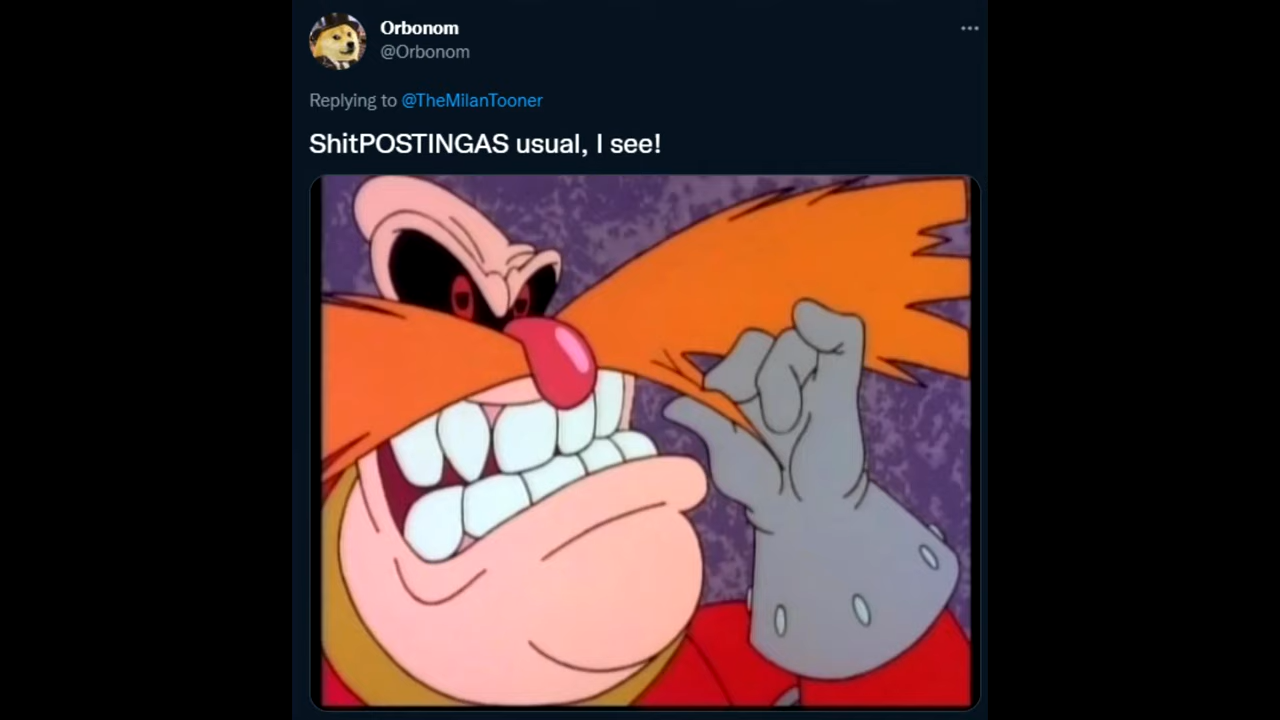 Orbonom
@Orbonom
Replying to @TheMilanTooner
ShitPOSTINGAS usual, I see!